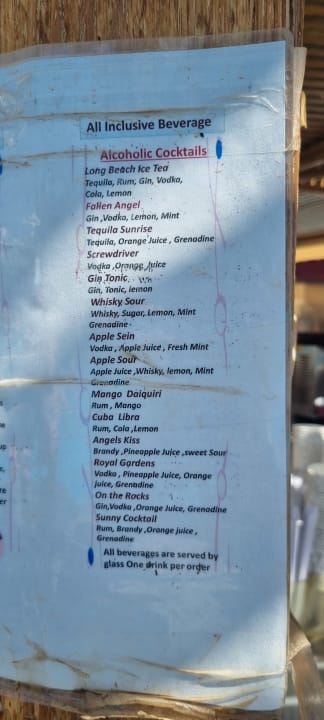 All Inclusive Beverage
Alcoholic Cocktails
Long Beach Ice Tea
Tequila, Rum, Gin, Vodka,
Cola, Lemon
Fallen Angel
Gin ,Vodka, Lemon, Mint
Tequila Sunrise
Tequila, Orange Juice , Grenadine
Screwdriver
Vodka ,Orange Juice
Gin Tonic
Gin, Tonic, lemon
Whisky Sour
Whisky, Sugar, Lemon, Mint
Grenadine
Apple Sein
Vodka , Apple Juice , Fresh Mint
Apple Sour
Apple Juice ,Whisky, lemon, Mint
Grenadine
Mango Daiquiri
Rum , Mango
Cuba Libra
Rum, Cola ,Lemon
Angels Kiss
Brandy ,Pineapple Juice ,sweet Sour
Royal Gardens
Vodka , Pineapple Juice, Orange
juice, Grenadine
On the Rocks
Gin,Vodka ,Orange Juice, Grenadine
Sunny Cocktail
Rum, Brandy ,Orange juice ,
Grenadine
All beverages are served by
glass One drink per order